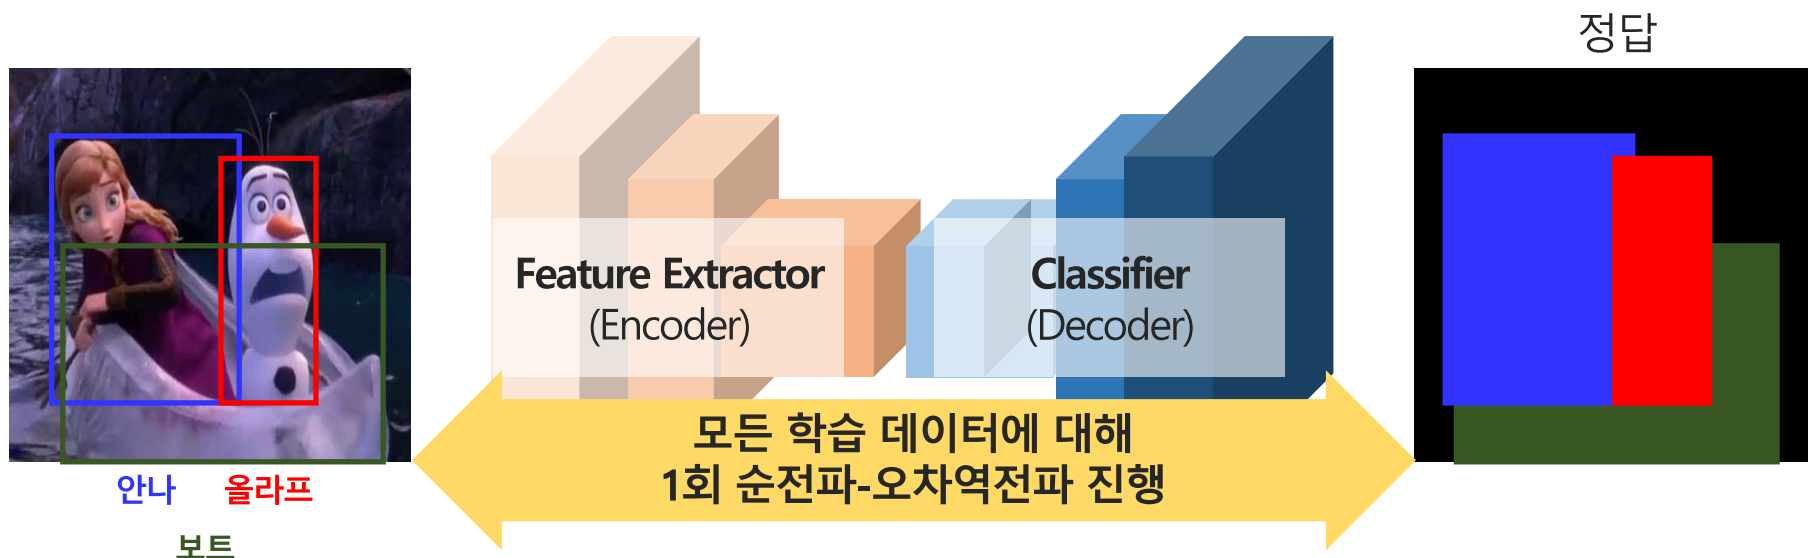 정답
Feature Extractor
(Encoder)
Classifier
(Decoder)
모든 학습 데이터에 대해
1회 순전파-오차역전파 진행
안나 올라프
보트